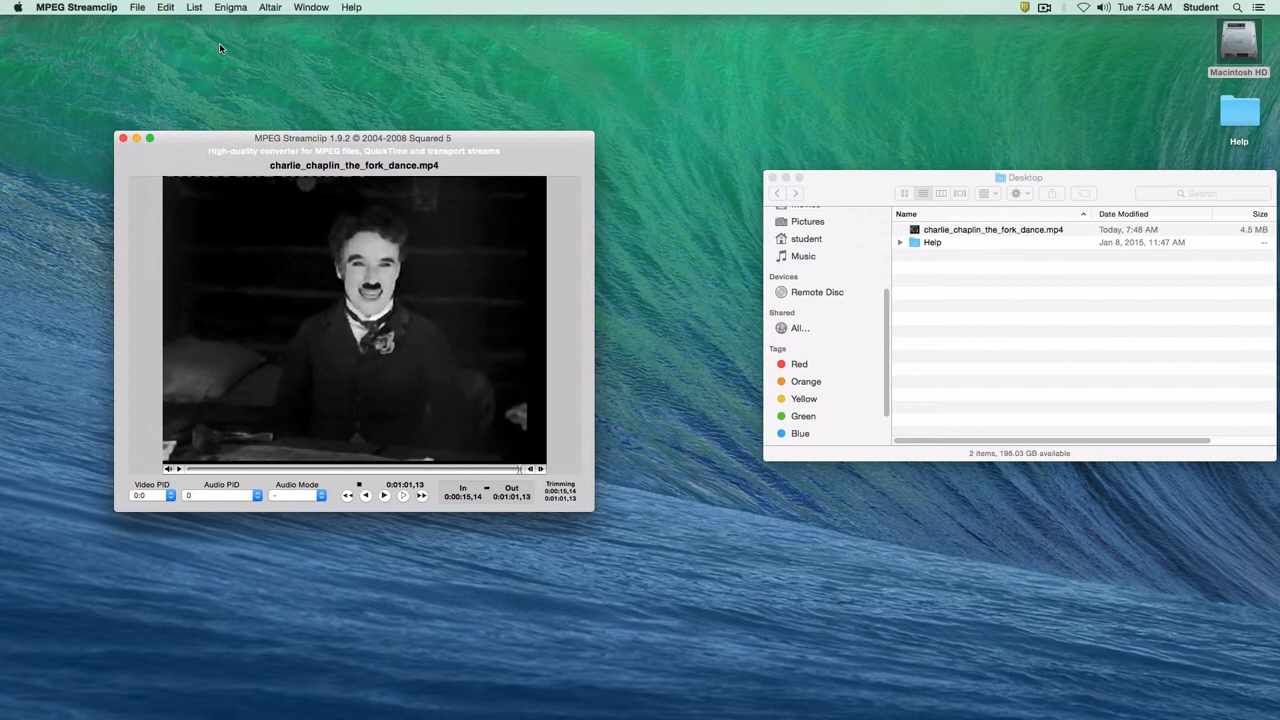 MPEG Streamclip File Edit List Enigma Altair Window Help Tue 7:54 AM Student
Macintosh HD
Help
MPEG Streamclip 1.9.2 © 2004-2008 Squared 5
High-quality converter for MPEG files, QuickTime and transport streams
charlie_chaplin_the_fork_dance.mp4
Video PID Audio PID Audio Mode 0:01:01,13
0:0 0 -
In Out
0:00:15,14 0:01:01,13
Trimming
0:00:15,14
0:01:01,13
Desktop
Search
Pictures
student
Music
Devices
Remote Disc
Shared
All...
Tags
Red
Orange
Yellow
Green
Blue
Name Date Modified Size
charlie_chaplin_the_fork_dance.mp4 Today, 7:48 AM 4.5 MB
Help Jan 8, 2015, 11:47 AM --
2 items, 196.03 GB available